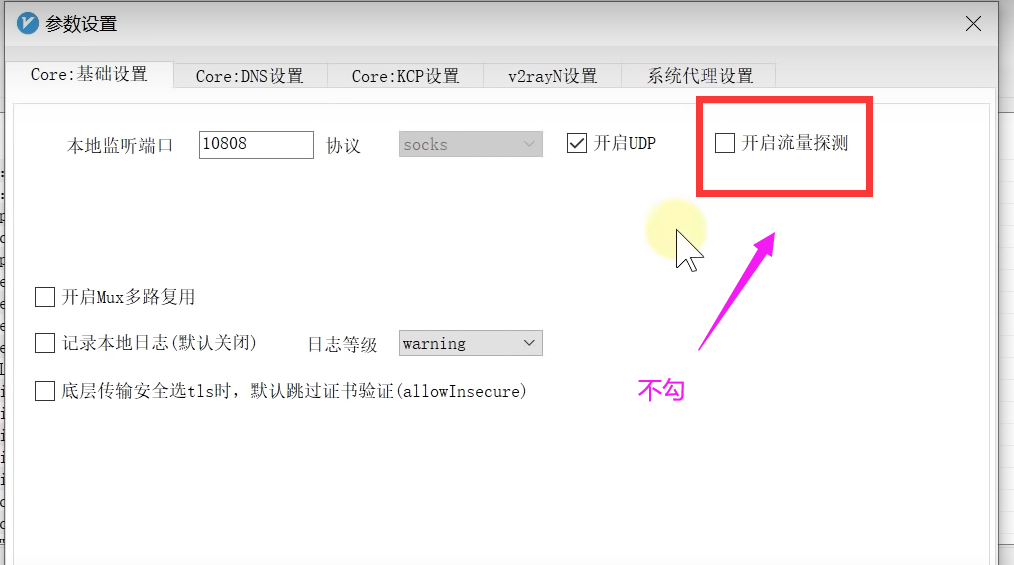 参数设置
Core:基础设置 Core:DNS设置 Core:KCP设置 v2rayN设置 系统代理设置
本地监听端口 10808 协议 socks 开启UDP 开启流量探测
开启Mux多路复用
记录本地日志(默认关闭) 日志等级 warning
底层传输安全选tls时，默认跳过证书验证(allowInsecure)
不勾